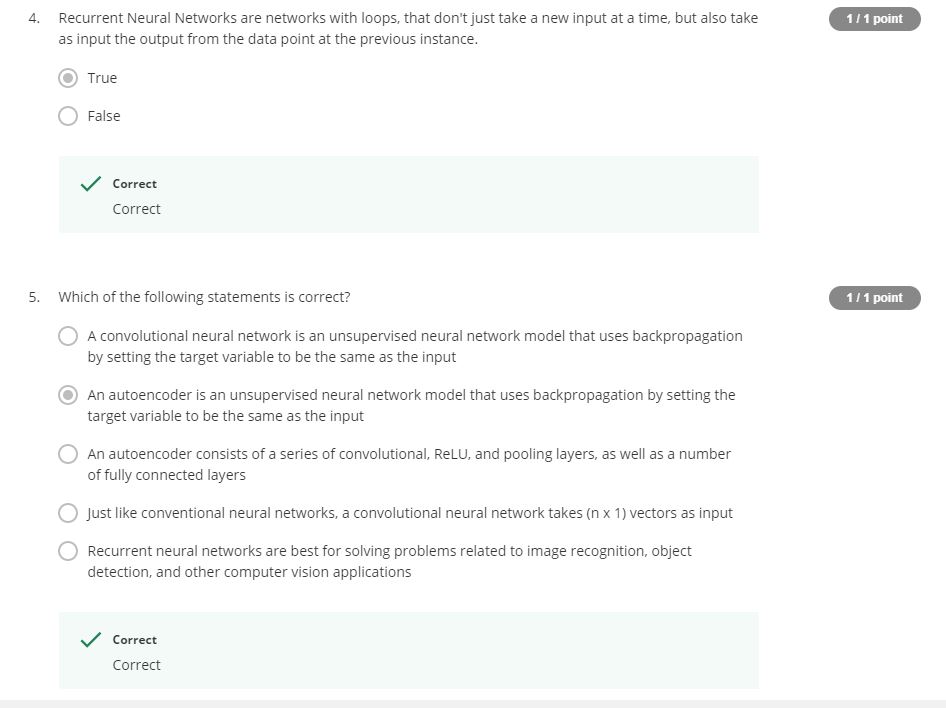 4. Recurrent Neural Networks are networks with loops, that don't just take a new input at a time, but also take
as input the output from the data point at the previous instance.
1 / 1 point
True
False
Correct
Correct
5. Which of the following statements is correct?
1 / 1 point
A convolutional neural network is an unsupervised neural network model that uses backpropagation
by setting the target variable to be the same as the input
An autoencoder is an unsupervised neural network model that uses backpropagation by setting the
target variable to be the same as the input
An autoencoder consists of a series of convolutional, ReLU, and pooling layers, as well as a number
of fully connected layers
Just like conventional neural networks, a convolutional neural network takes (n x 1) vectors as input
Recurrent neural networks are best for solving problems related to image recognition, object
detection, and other computer vision applications
Correct
Correct